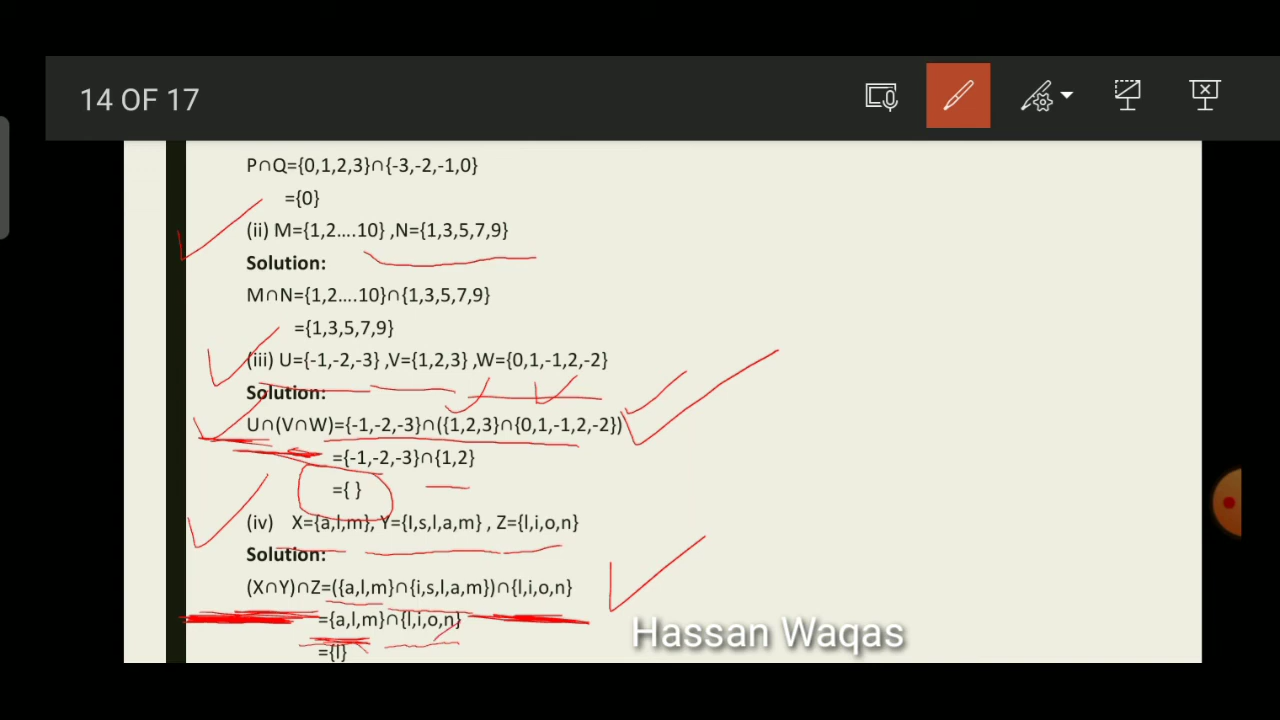 14 OF 17
P∩Q={0,1,2,3}∩{-3,-2,-1,0}
={0}
(ii) M={1,2....10} ,N={1,3,5,7,9}
Solution:
M∩N={1,2....10}∩{1,3,5,7,9}
={1,3,5,7,9}
(iii) U={-1,-2,-3} ,V={1,2,3} ,W={0,1,-1,2,-2}
Solution:
U∩(V∩W)={-1,-2,-3}∩({1,2,3}∩{0,1,-1,2,-2})
={-1,-2,-3}∩{1,2}
={ }
(iv) X={a,l,m}, Y={I,s,l,a,m} , Z={l,i,o,n}
Solution:
(X∩Y)∩Z=({a,l,m}∩{i,s,l,a,m})∩{l,i,o,n}
={a,l,m}∩{l,i,o,n}
={l}
Hassan Waqas